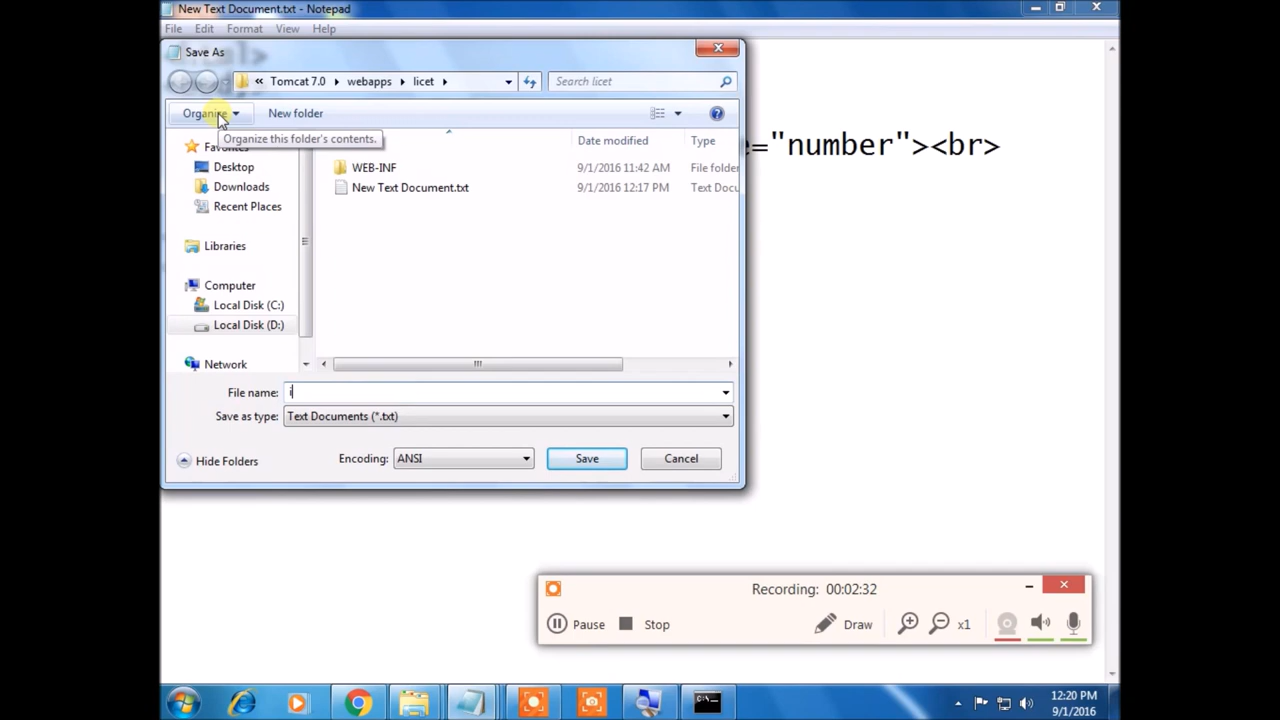 New Text Document.txt - Notepad
File Edit Format View Help
Save As
« Tomcat 7.0 webapps licet
Search licet
Organize New folder
Organize this folder's contents.
e="number"><br>
Date modified Type
Favorites
Desktop
Downloads
Recent Places
Libraries
Computer
Local Disk (C:)
Local Disk (D:)
Network
WEB-INF 9/1/2016 11:42 AM File folder
New Text Document.txt 9/1/2016 12:17 PM Text Docu
File name: i
Save as type: Text Documents (*.txt)
Hide Folders Encoding: ANSI Save Cancel
Recording: 00:02:32
Pause Stop Draw x1
12:20 PM
9/1/2016